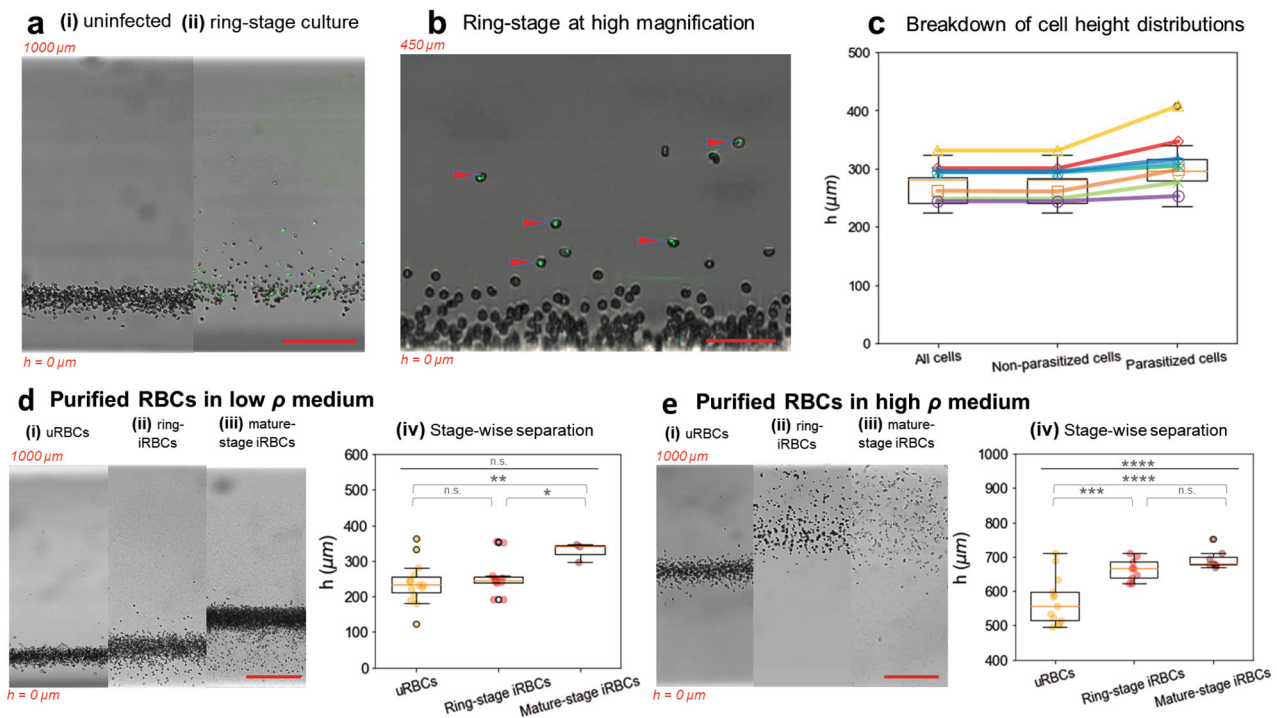 a (i) uninfected (ii) ring-stage culture
1000 µm
h = 0 µm
b Ring-stage at high magnification
450 µm
h = 0 µm
c Breakdown of cell height distributions
500
400
300
200
100
0
h (µm)
All cells
Non-parasitized cells
Parasitized cells
d Purified RBCs in low ρ medium
(i) uRBCs
(ii) ring-
iRBCs
(iii) mature-
stage iRBCs
1000 µm
h = 0 µm
(iv) Stage-wise separation
600
500
400
300
200
100
0
h (µm)
n.s.
**
n.s.
*
uRBCs
Ring-stage iRBCs
Mature-stage iRBCs
e Purified RBCs in high ρ medium
(i) uRBCs
(ii) ring-
iRBCs
(iii) mature-
stage iRBCs
1000 µm
h = 0 µm
(iv) Stage-wise separation
1000
900
800
700
600
500
400
h (µm)
****
****
***
n.s.
uRBCs
Ring-stage iRBCs
Mature-stage iRBCs